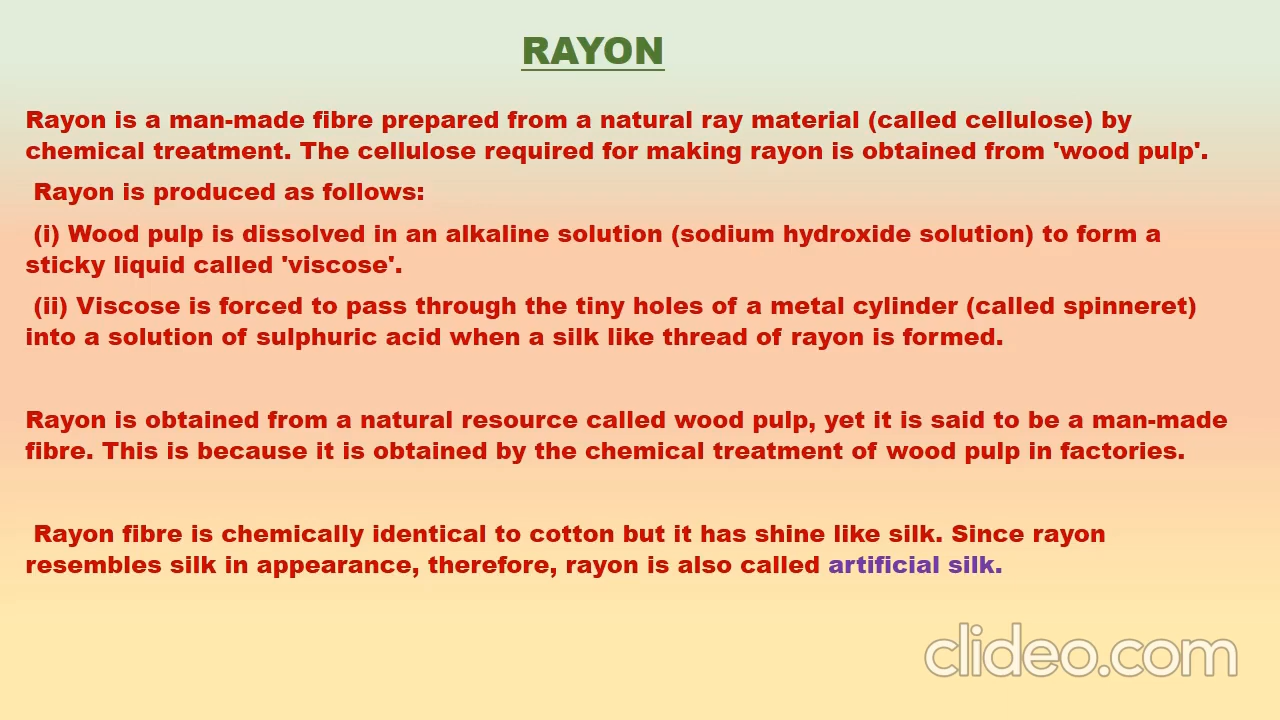 RAYON
Rayon is a man-made fibre prepared from a natural ray material (called cellulose) by
chemical treatment. The cellulose required for making rayon is obtained from 'wood pulp'.
Rayon is produced as follows:
(i) Wood pulp is dissolved in an alkaline solution (sodium hydroxide solution) to form a
sticky liquid called 'viscose'.
(ii) Viscose is forced to pass through the tiny holes of a metal cylinder (called spinneret)
into a solution of sulphuric acid when a silk like thread of rayon is formed.
Rayon is obtained from a natural resource called wood pulp, yet it is said to be a man-made
fibre. This is because it is obtained by the chemical treatment of wood pulp in factories.
Rayon fibre is chemically identical to cotton but it has shine like silk. Since rayon
resembles silk in appearance, therefore, rayon is also called artificial silk.
clideo.com